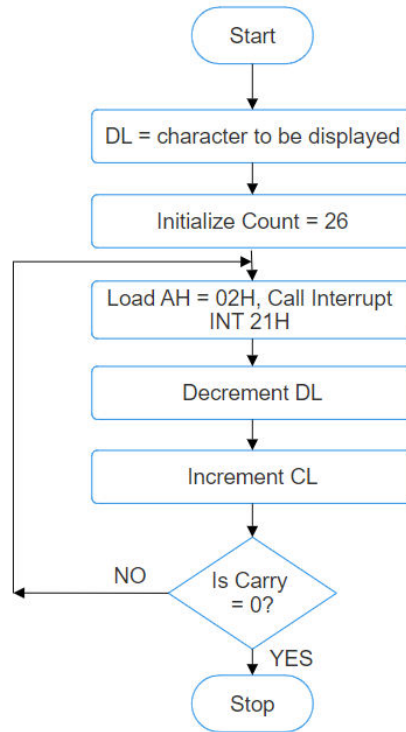 Start
DL = character to be displayed
Initialize Count = 26
Load AH = 02H, Call Interrupt
INT 21H
Decrement DL
Increment CL
NO
Is Carry
= 0?
YES
Stop